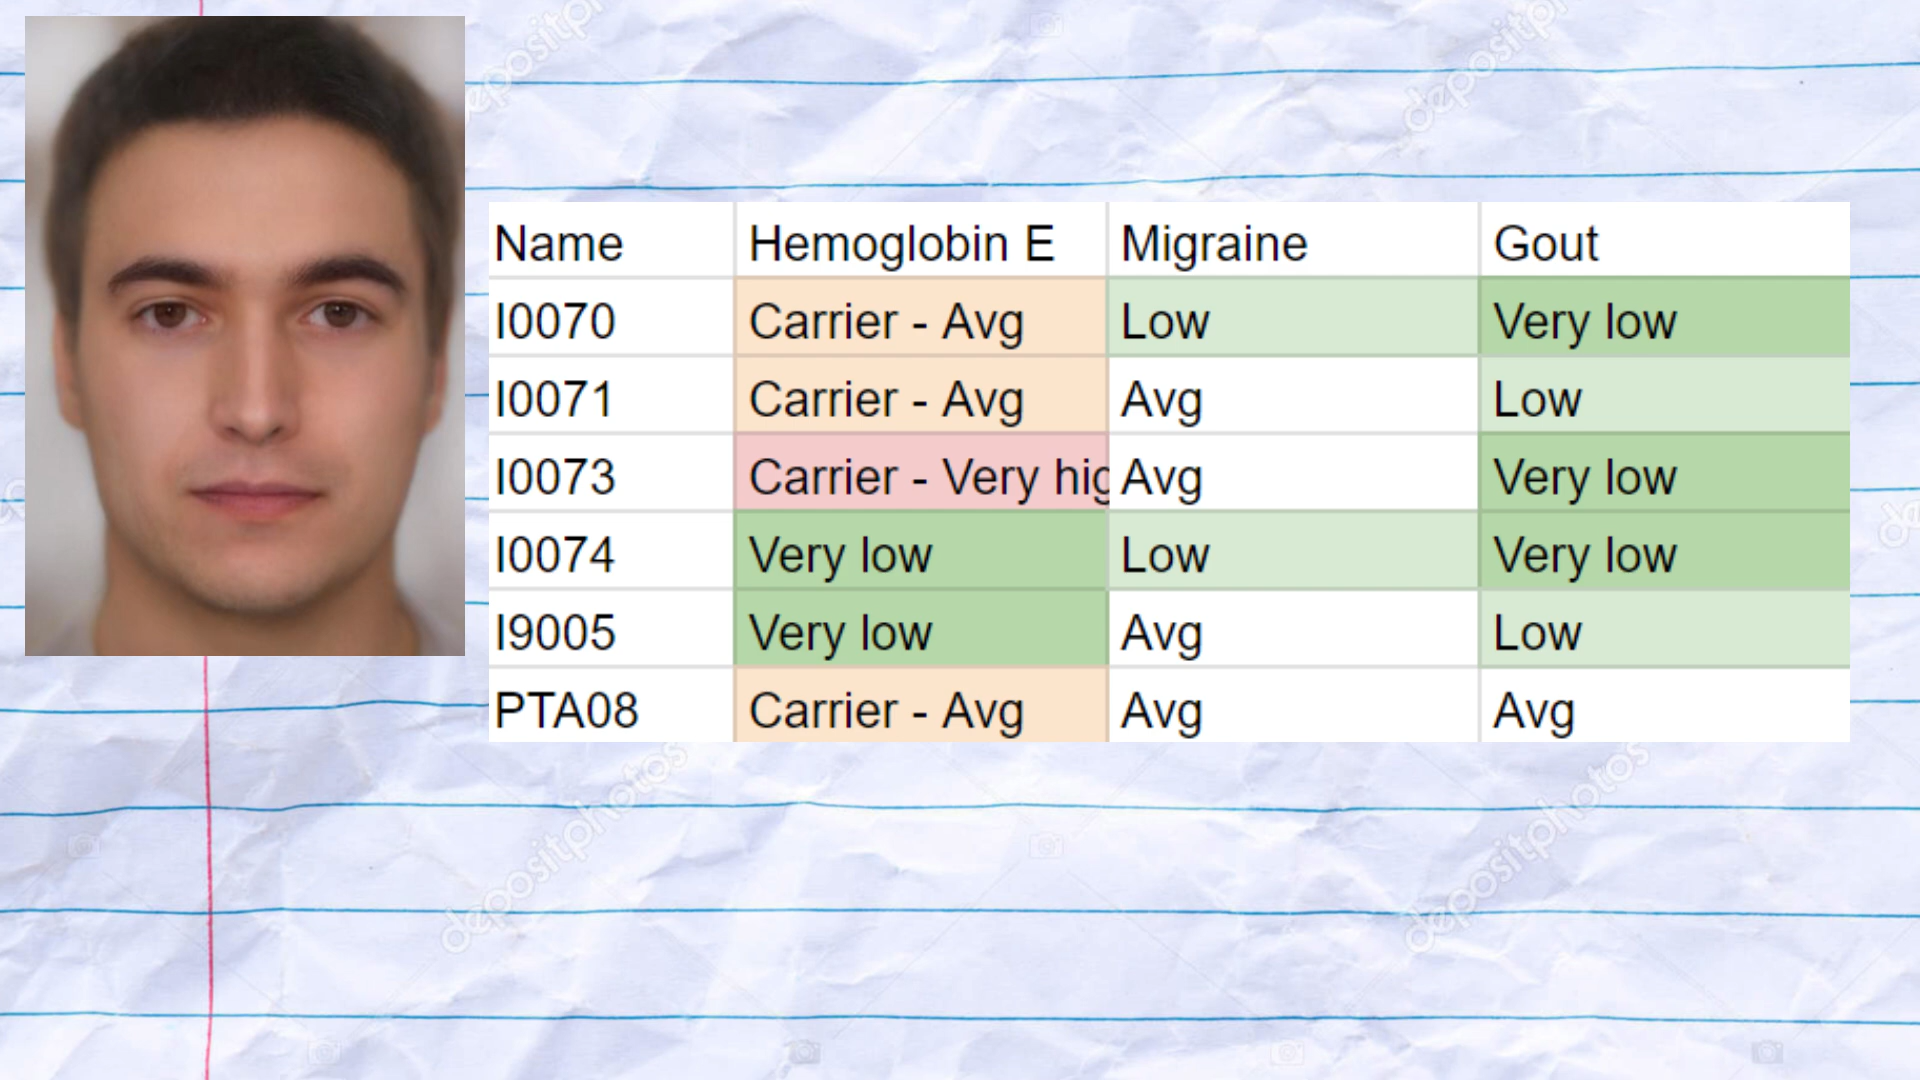 Name Hemoglobin E Migraine Gout
I0070 Carrier - Avg Low Very low
I0071 Carrier - Avg Avg Low
I0073 Carrier - Very hig Avg Very low
I0074 Very low Low Very low
I9005 Very low Avg Low
PTA08 Carrier - Avg Avg Avg
depositphotos
depositphotos